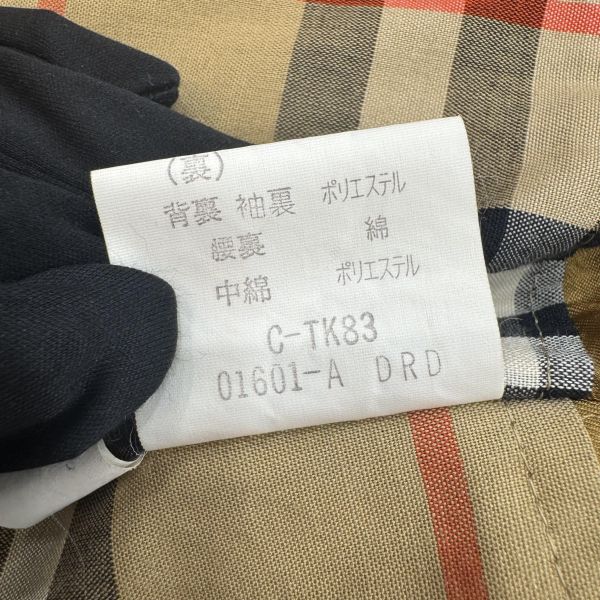 (裏)
背裏 袖裏 ポリエステル
腰裏 綿
中綿 ポリエステル
C-TK83
01601-A DRD